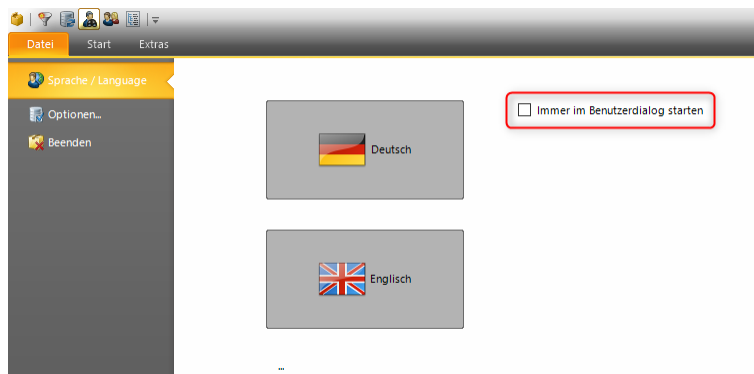 Datei Start Extras
Sprache / Language
Optionen...
Beenden
Immer im Benutzerdialog starten
Deutsch
Englisch
...